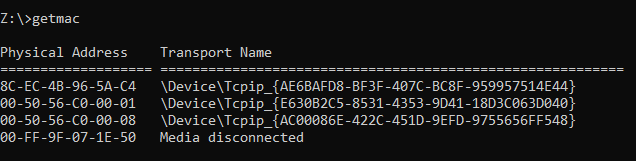 Z:\>getmac
Physical Address    Transport Name
=================== ==========================================================
8C-EC-4B-96-5A-C4   \Device\Tcpip_{AE6BAFD8-BF3F-407C-BC8F-959957514E44}
00-50-56-C0-00-01   \Device\Tcpip_{E630B2C5-8531-4353-9D41-18D3C063D040}
00-50-56-C0-00-08   \Device\Tcpip_{AC00086E-422C-451D-9EFD-9755656FF548}
00-FF-9F-07-1E-50   Media disconnected